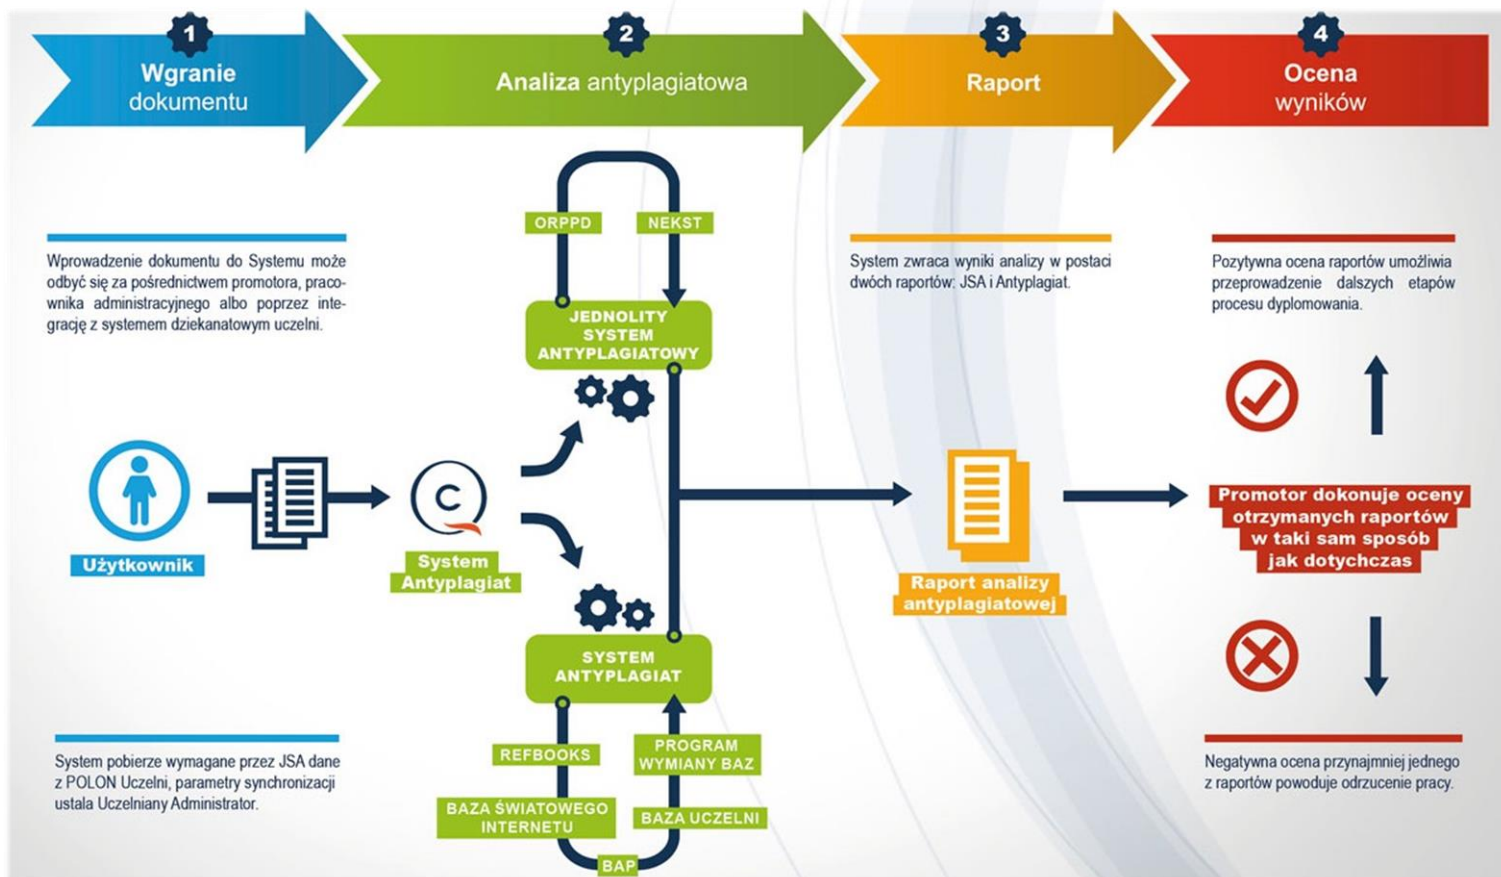 1
Wgranie
dokumentu
2
Analiza antyplagiatowa
3
Raport
4
Ocena
wyników
Wprowadzenie dokumentu do Systemu może
odbyć się za pośrednictwem promotora, praco-
wnika administracyjnego albo poprzez inte-
grację z systemem dziekanatowym uczelni.
Użytkownik
System pobierze wymagane przez JSA dane
z POLON Uczelni, parametry synchronizacji
ustala Uczelniany Administrator.
C
System
Antyplagiat
ORPPD
NEKST
JEDNOLITY
SYSTEM
ANTYPLAGIATOWY
SYSTEM
ANTYPLAGIAT
REFBOOKS
PROGRAM
WYMIANY BAZ
BAZA ŚWIATOWEGO
INTERNETU
BAZA UCZELNI
BAP
System zwraca wyniki analizy w postaci
dwóch raportów: JSA i Antyplagiat.
Raport analizy
antyplagiatowej
Pozytywna ocena raportów umożliwia
przeprowadzenie dalszych etapów
procesu dyplomowania.
Promotor dokonuje oceny
otrzymanych raportów
w taki sam sposób
jak dotychczas
Negatywna ocena przynajmniej jednego
z raportów powoduje odrzucenie pracy.